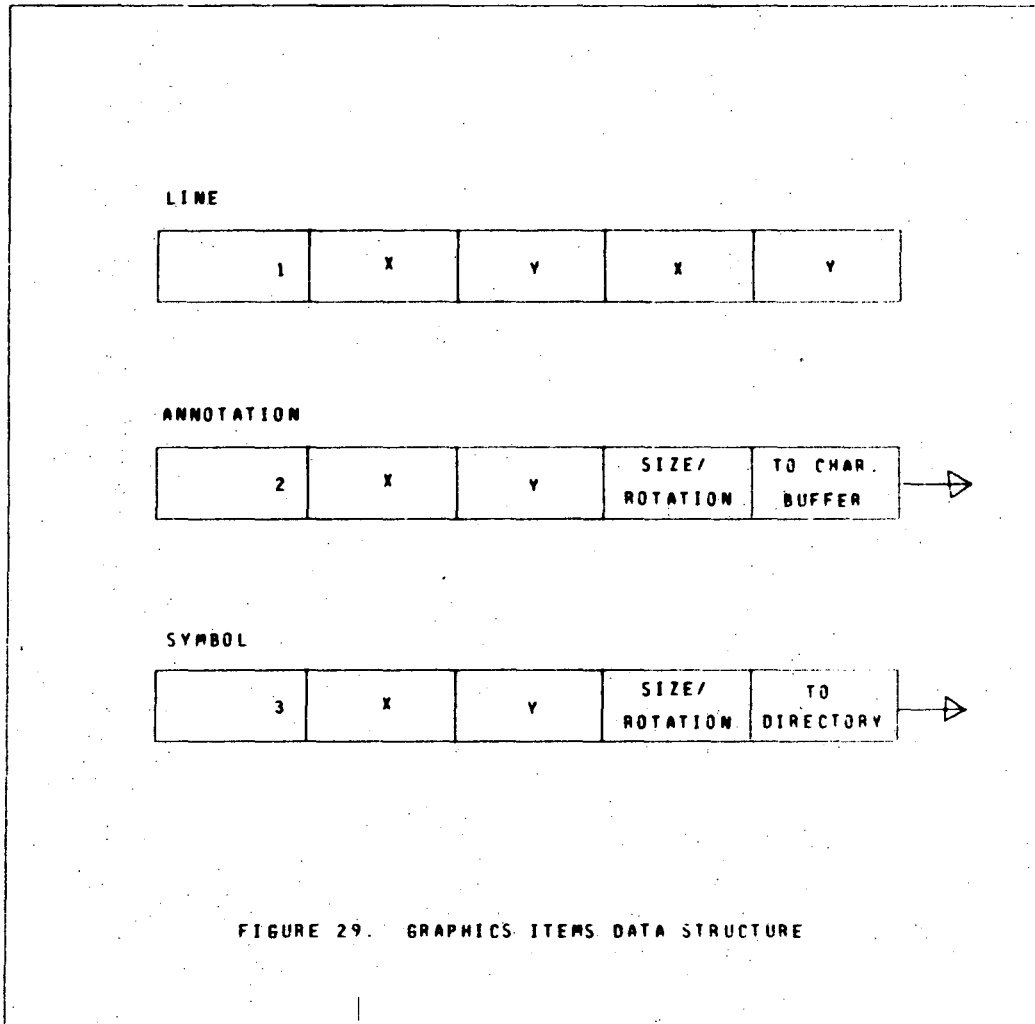 LINE
1 X Y X Y
ANNOTATION
2 X Y SIZE/ ROTATION TO CHAR. BUFFER
SYMBOL
3 X Y SIZE/ ROTATION TO DIRECTORY
FIGURE 29. GRAPHICS ITEMS DATA STRUCTURE